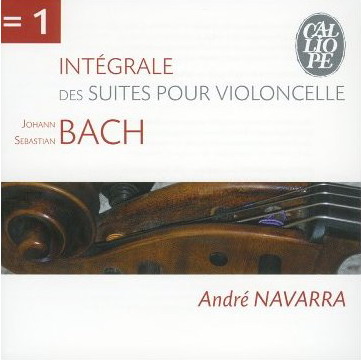 = 1
CALLIOPE
INTÉGRALE
DES SUITES POUR VIOLONCELLE
JOHANN
SEBASTIAN
BACH
André NAVARRA